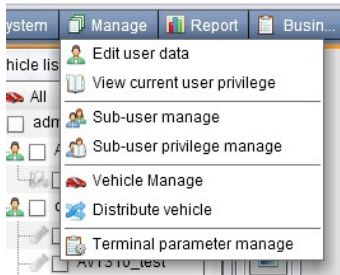 ystem Manage Report Busin...
Edit user data
hicle lis
View current user privilege
All
Sub-user manage
adm
Sub-user privilege manage
A
Vehicle Manage
Distribute vehicle
Terminal parameter manage
AVT310_test